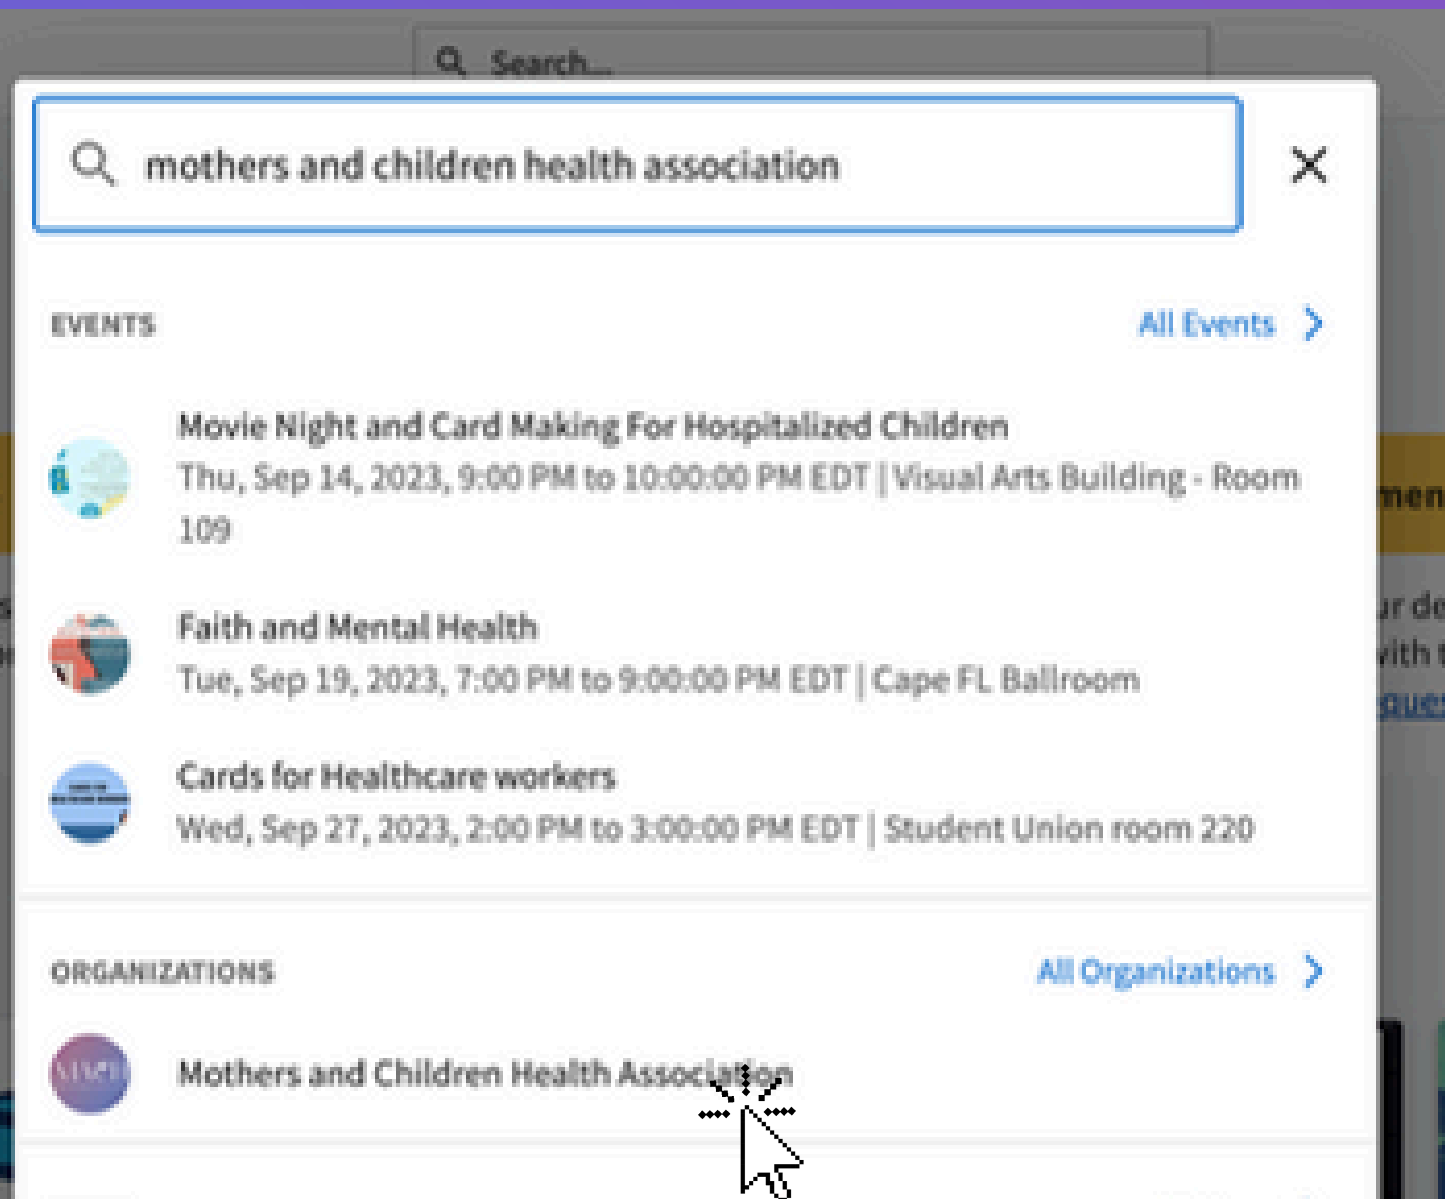 Search...
mothers and children health association
EVENTS
All Events
Movie Night and Card Making For Hospitalized Children
Thu, Sep 14, 2023, 9:00 PM to 10:00:00 PM EDT | Visual Arts Building - Room
109
Faith and Mental Health
Tue, Sep 19, 2023, 7:00 PM to 9:00:00 PM EDT | Cape FL Ballroom
Cards for Healthcare workers
Wed, Sep 27, 2023, 2:00 PM to 3:00:00 PM EDT | Student Union room 220
ORGANIZATIONS
All Organizations
Mothers and Children Health Association